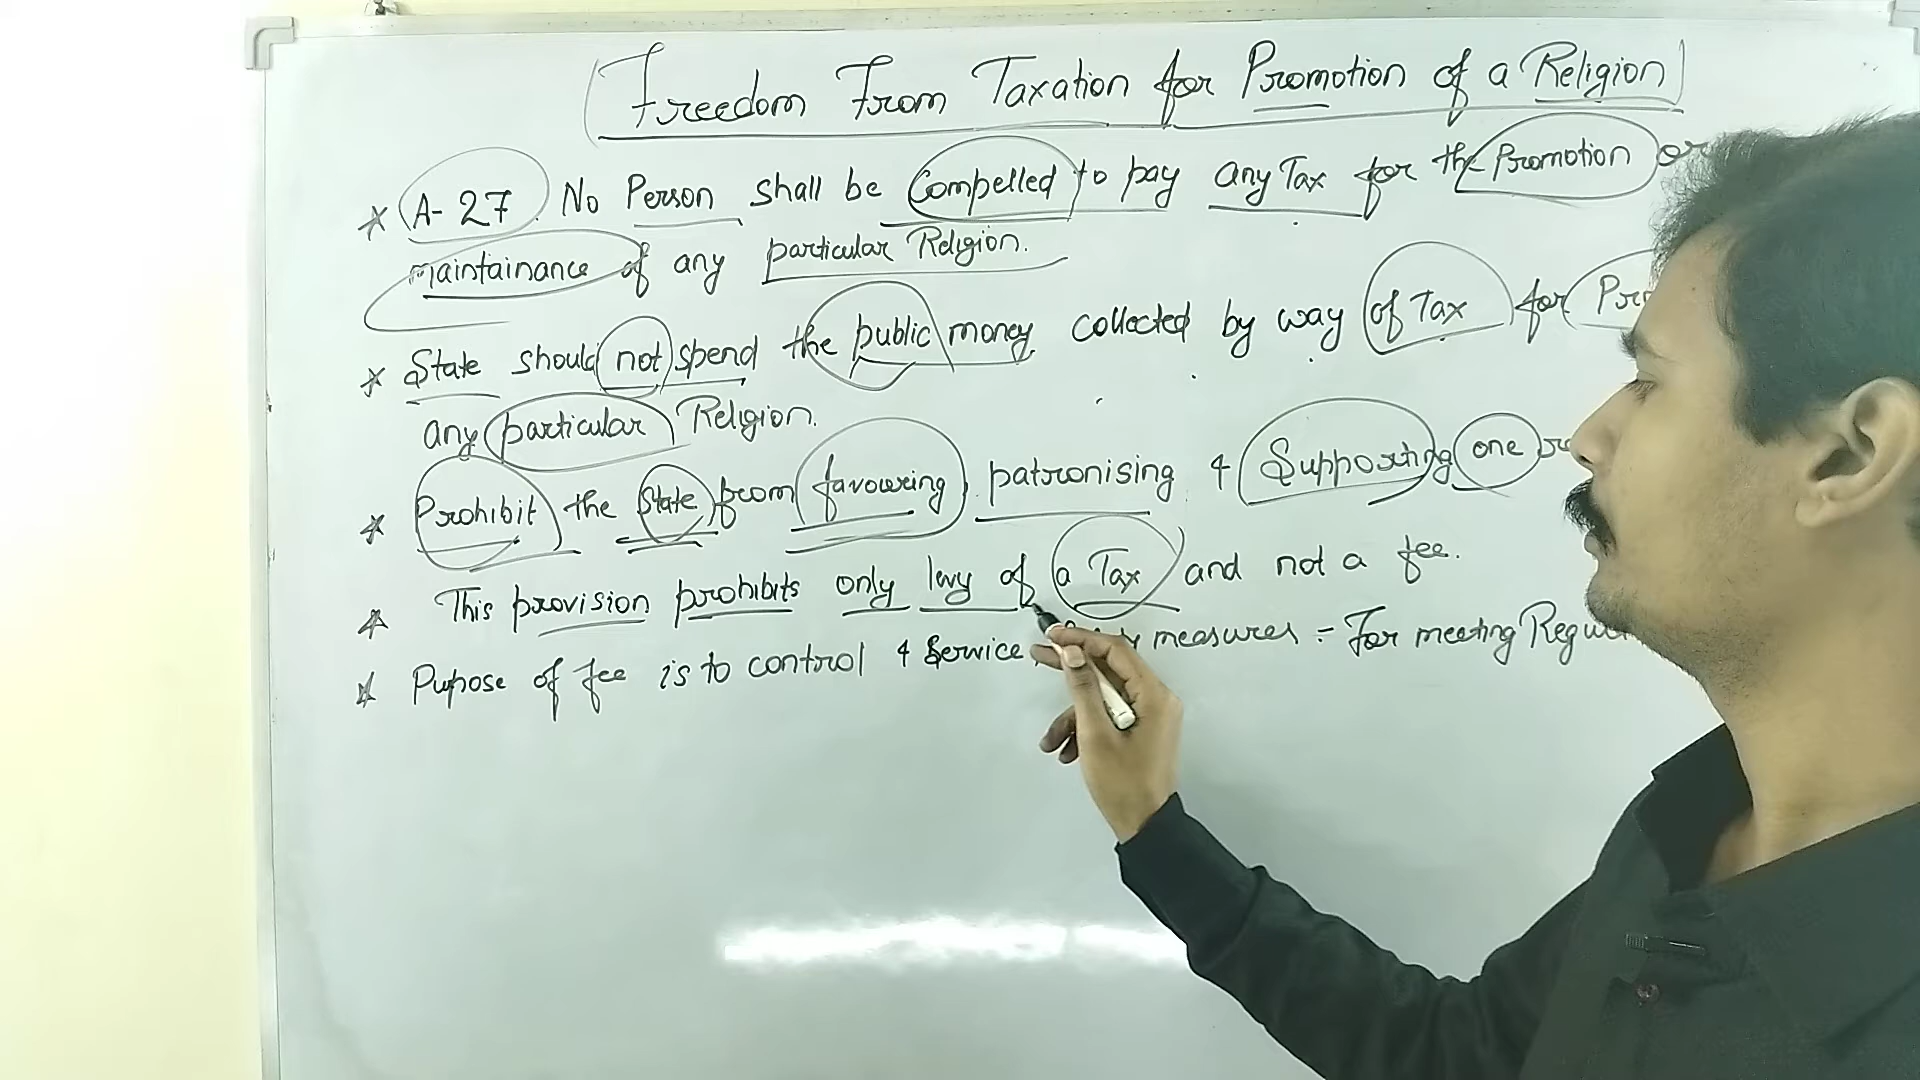 Freedom From Taxation for Promotion of a Religion
* A-27. No Person shall be Compelled to pay any Tax for the Promotion or
maintainance of any particular Religion.
* State should not spend the public money collected by way of Tax for
any particular Religion.
* Prohibit the State from favouring, patronising & Supporting one
* This provision prohibits only levy of a Tax and not a fee.
* Pupose of fee is to control & Service, measures - For meeting